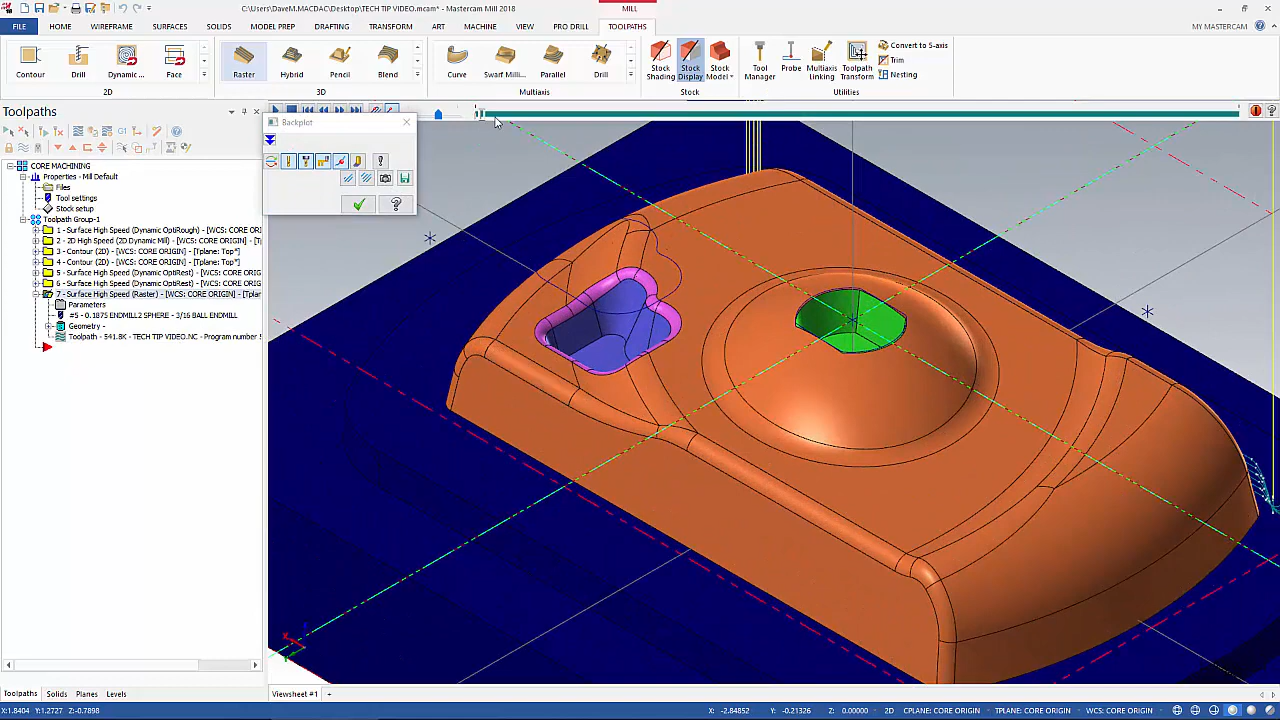 C:\Users\DaveM.MACDAC\Desktop\TECH TIP VIDEO.mcam* - Mastercam Mill 2018
MILL
FILE HOME WIREFRAME SURFACES SOLIDS MODEL PREP DRAFTING TRANSFORM ART MACHINE VIEW PRO DRILL TOOLPATHS MY MASTERCAM
Contour Drill Dynamic ... Face Raster Hybrid Pencil Blend Curve Swarf Milli... Parallel Drill Stock Shading Stock Display Stock Model Tool Manager Probe Multiaxis Linking Toolpath Transform
Convert to 5-axis
Trim
Nesting
2D 3D Multiaxis Stock Utilities
Toolpaths
Backplot
CORE MACHINING
Properties - Mill Default
Files
Tool settings
Stock setup
Toolpath Group-1
1 - Surface High Speed (Dynamic OptiRough) - [WCS: CORE ORIGIN]
2 - 2D High Speed (2D Dynamic Mill) - [WCS: CORE ORIGIN] - [T
3 - Contour (2D) - [WCS: CORE ORIGIN] - [Tplane: Top*]
4 - Contour (2D) - [WCS: CORE ORIGIN] - [Tplane: Top*]
5 - Surface High Speed (Dynamic OptiRest) - [WCS: CORE ORIGIN]
6 - Surface High Speed (Dynamic OptiRest) - [WCS: CORE ORIGIN]
7 - Surface High Speed (Raster) - [WCS: CORE ORIGIN] - [Tplan
Parameters
#5 - 0.1875 ENDMILL2 SPHERE - 3/16 BALL ENDMILL
Geometry -
Toolpath - 541.8K - TECH TIP VIDEO.NC - Program number
Toolpaths Solids Planes Levels
Viewsheet #1 +
X:1.8404 Y:1.2727 Z:-0.7898
X: -2.84852 Y: -0.21326 Z: 0.00000 2D CPLANE: CORE ORIGIN TPLANE: CORE ORIGIN WCS: CORE ORIGIN